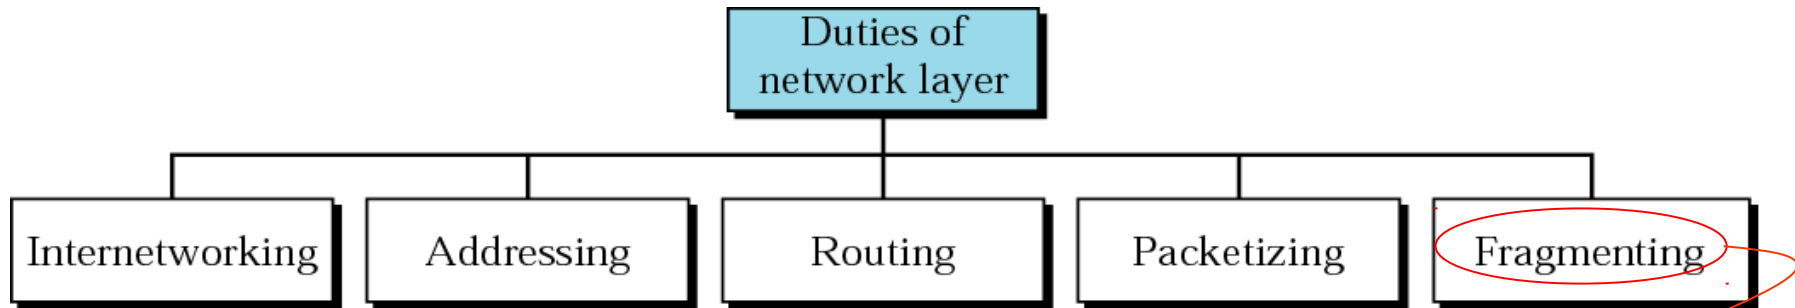 Duties of
network layer
Internetworking
Addressing
Routing
Packetizing
Fragmenting